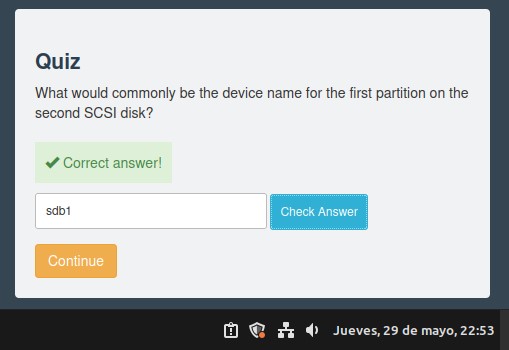 Quiz
What would commonly be the device name for the first partition on the
second SCSI disk?
Correct answer!
sdb1
Check Answer
Continue
Jueves, 29 de mayo, 22:53